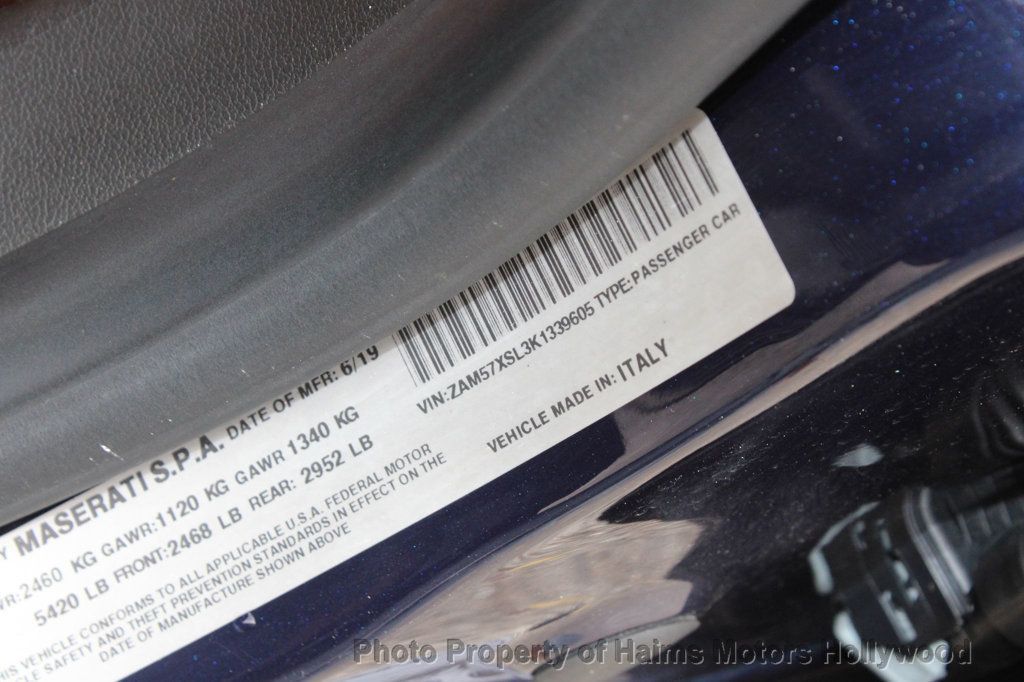 Y MASERATI S.P.A. DATE OF MFR: 6/19
WR:2460 KG GAWR:1120 KG GAWR 1340 KG
5420 LB FRONT:2468 LB REAR: 2952 LB
THIS VEHICLE CONFORMS TO ALL APPLICABLE U.S.A. FEDERAL MOTOR
CLE SAFETY AND THEFT PREVENTION STANDARDS IN EFFECT ON THE
DATE OF MANUFACTURE SHOWN ABOVE
VIN:ZAM57XSL3K1339605 TYPE:PASSENGER CAR
VEHICLE MADE IN: ITALY
Photo Property of Haims Motors Hollywood